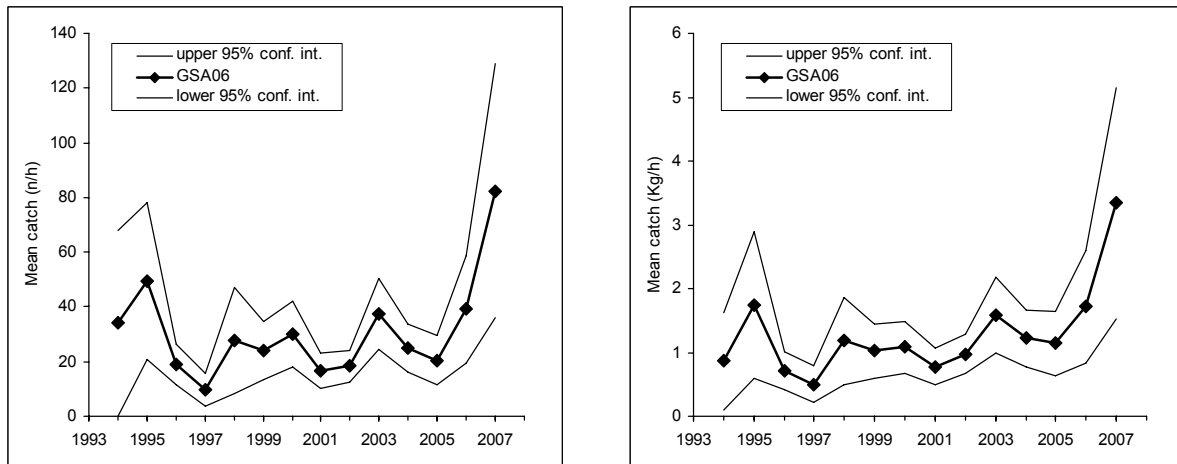 140
120
100
80
60
40
20
0
Mean catch (n/h)
upper 95% conf. int.
GSA06
lower 95% conf. int.
1993 1995 1997 1999 2001 2003 2005 2007
6
5
4
3
2
1
0
Mean catch (Kg/h)
upper 95% conf. int.
GSA06
lower 95% conf. int.
1993 1995 1997 1999 2001 2003 2005 2007